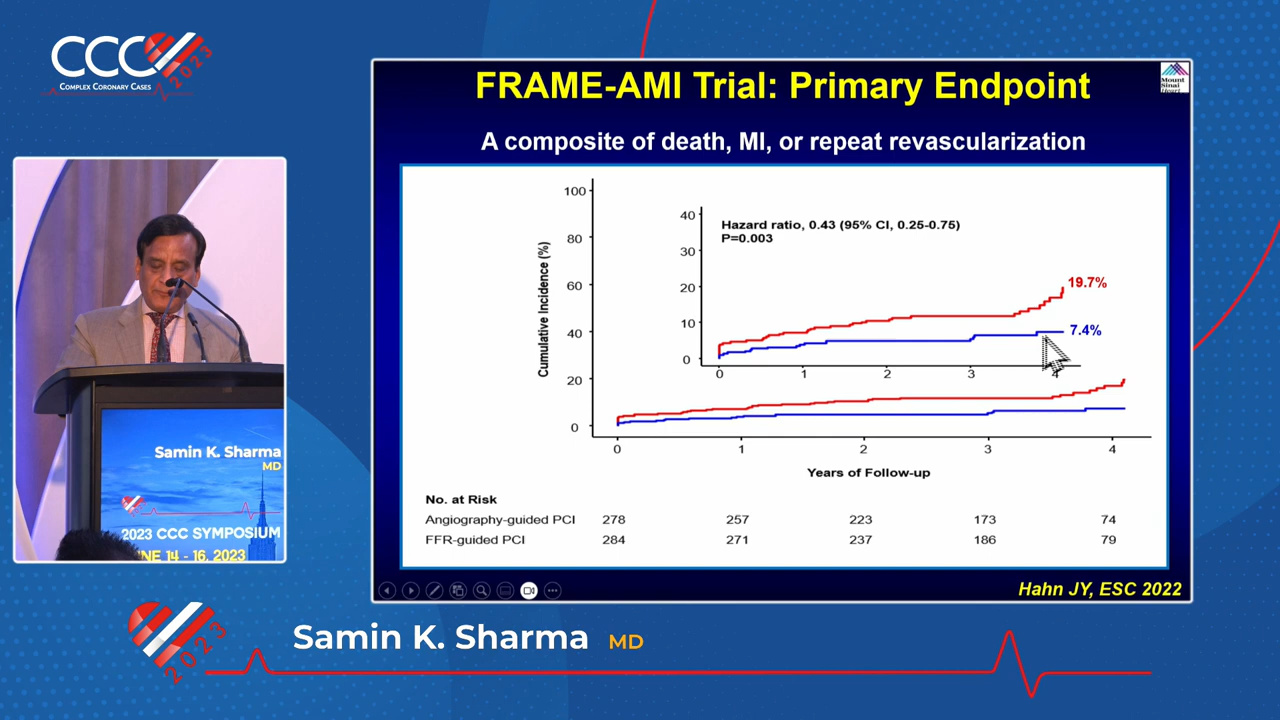 CCC
2023
COMPLEX CORONARY CASES
FRAME-AMI Trial: Primary Endpoint
Mount
Sinai
Heart
A composite of death, MI, or repeat revascularization
Cumulative Incidence (%)
100
80
60
40
20
0
40
30
20
10
0
Hazard ratio, 0.43 (95% CI, 0.25-0.75)
P=0.003
19.7%
7.4%
0 1 2 3 4
0 1 2 3 4
Years of Follow-up
No. at Risk
Angiography-guided PCI 278 257 223 173 74
FFR-guided PCI 284 271 237 186 79
Hahn JY, ESC 2022
Samin K. Sharma
MD
2023 CCC SYMPOSIUM
NE 14 - 16, 2023
2023
Samin K. Sharma MD